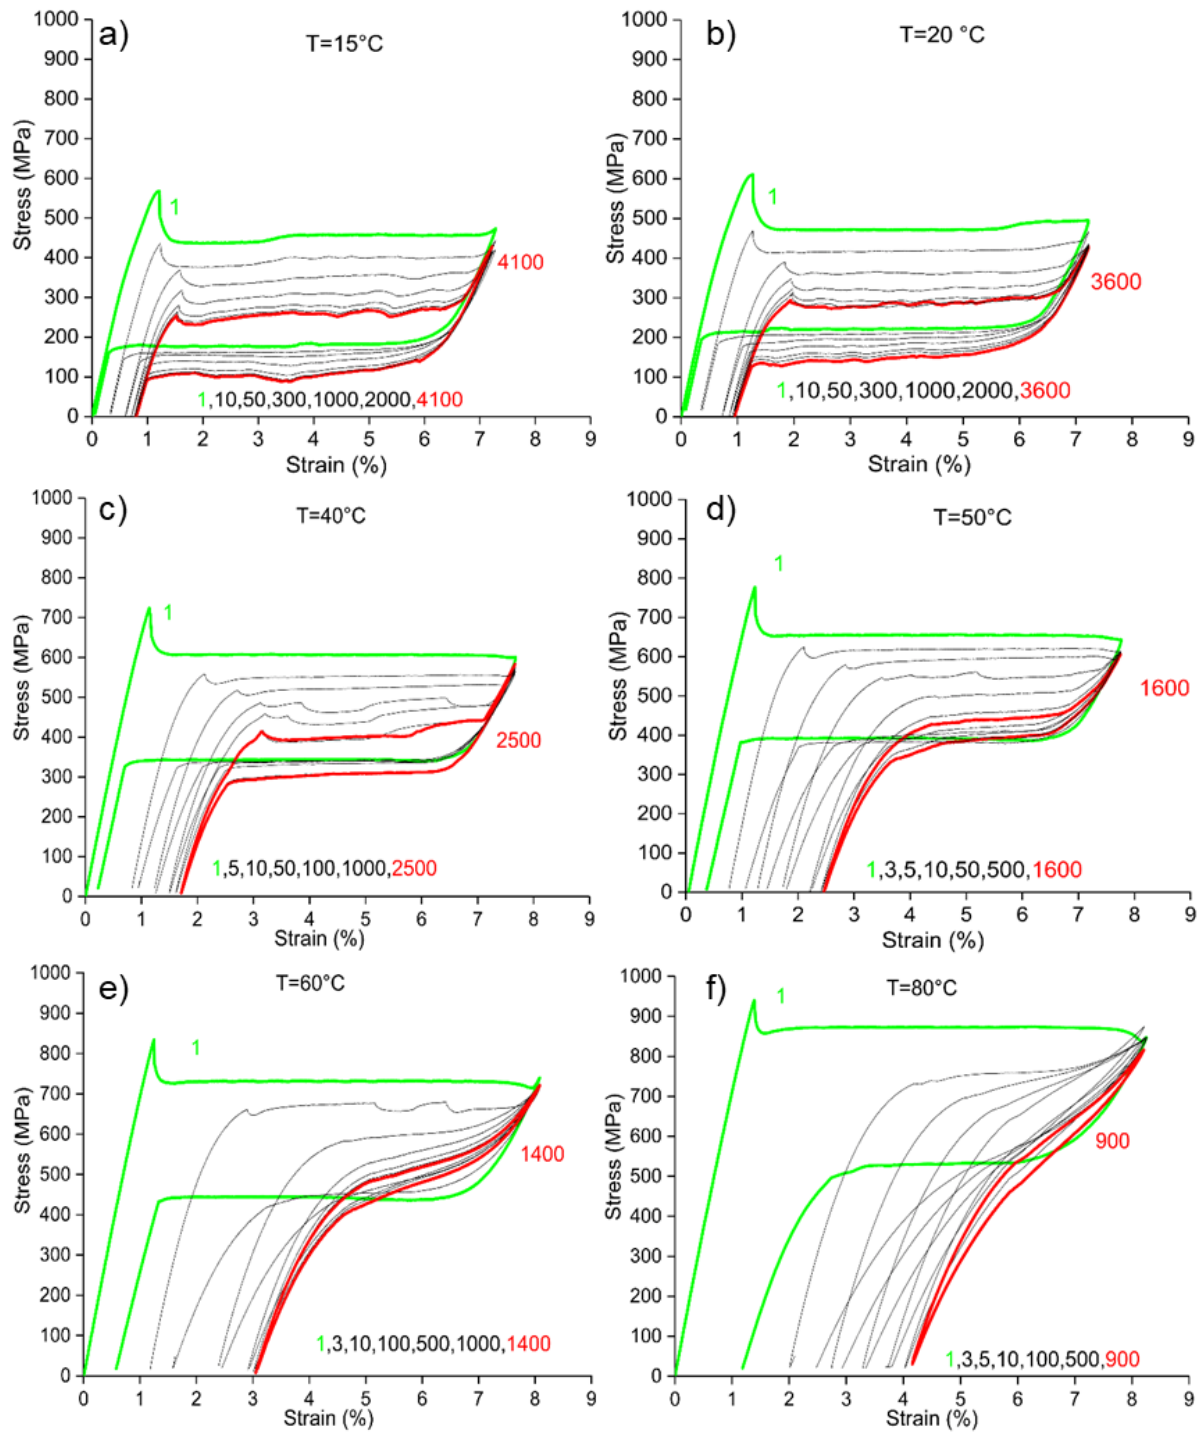 a)
T=15°C
1000
900
800
700
600
500
400
300
200
100
0
Stress (MPa)
1
4100
1,10,50,300,1000,2000,4100
0 1 2 3 4 5 6 7 8 9
Strain (%)
b)
T=20 °C
1000
900
800
700
600
500
400
300
200
100
0
Stress (MPa)
1
3600
1,10,50,300,1000,2000,3600
0 1 2 3 4 5 6 7 8 9
Strain (%)
c)
T=40°C
1000
900
800
700
600
500
400
300
200
100
0
Stress (MPa)
1
2500
1,5,10,50,100,1000,2500
0 1 2 3 4 5 6 7 8 9
Strain (%)
d)
T=50°C
1000
900
800
700
600
500
400
300
200
100
0
Stress (MPa)
1
1600
1,3,5,10,50,500,1600
0 1 2 3 4 5 6 7 8 9
Strain (%)
e)
T=60°C
1000
900
800
700
600
500
400
300
200
100
0
Stress (MPa)
1
1400
1,3,10,100,500,1000,1400
0 1 2 3 4 5 6 7 8 9
Strain (%)
f)
T=80°C
1000
900
800
700
600
500
400
300
200
100
0
Stress (MPa)
1
900
1,3,5,10,100,500,900
0 1 2 3 4 5 6 7 8 9
Strain (%)